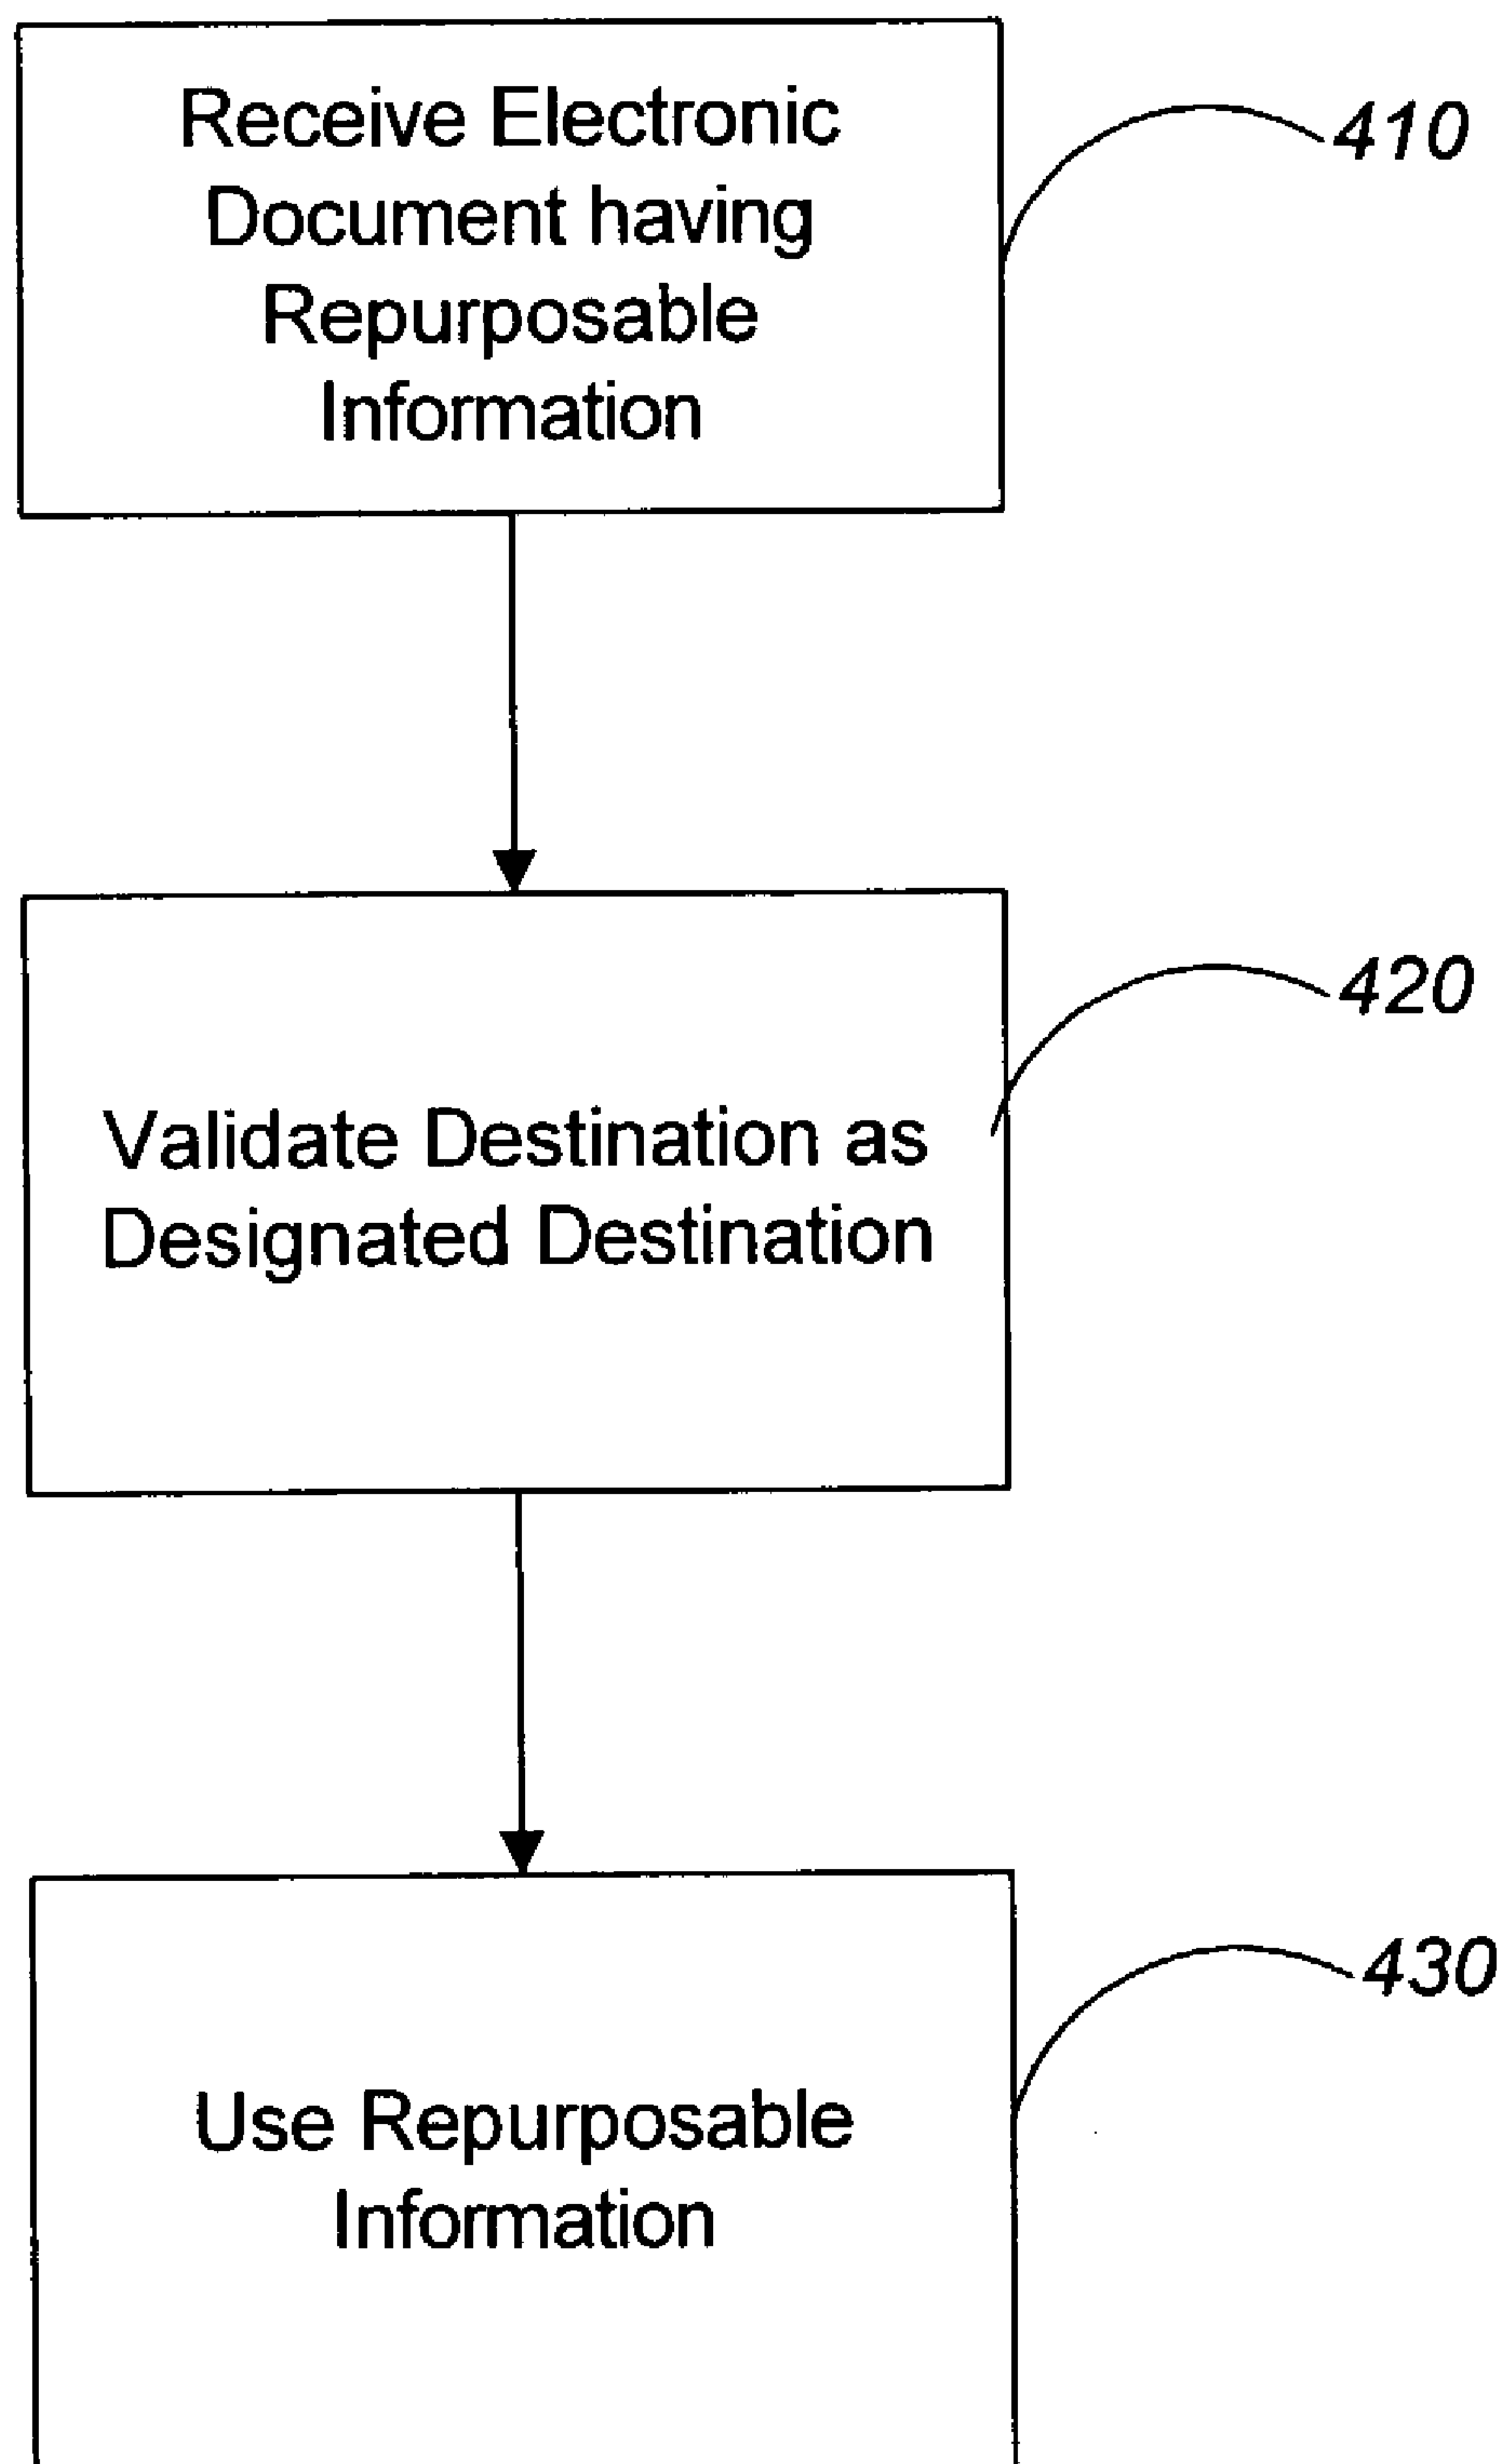 Receive Electronic
Document having
Repurposable
Information
410
Validate Destination as
Designated Destination
420
Use Repurposable
Information
430